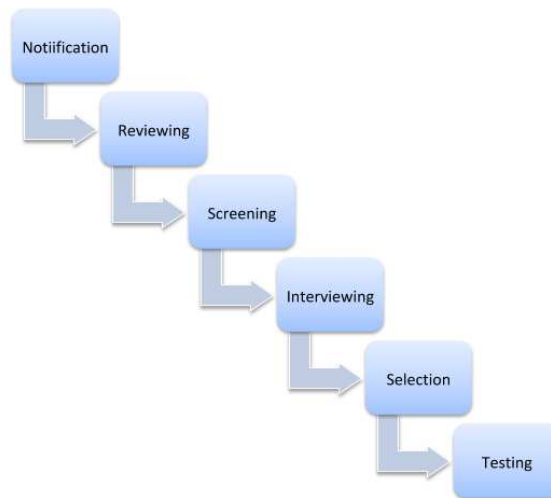 Notiification
Reviewing
Screening
Interviewing
Selection
Testing